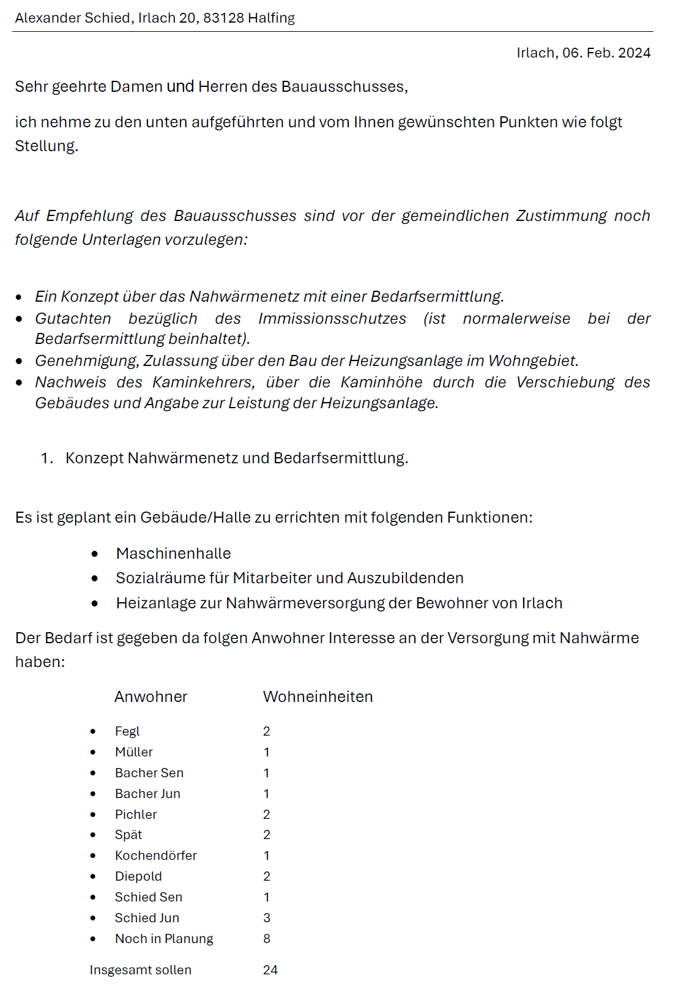 Alexander Schied, Irlach 20, 83128 Halfing
Irlach, 06. Feb. 2024
Sehr geehrte Damen und Herren des Bauausschusses,
ich nehme zu den unten aufgeführten und vom Ihnen gewünschten Punkten wie folgt
Stellung.
Auf Empfehlung des Bauausschusses sind vor der gemeindlichen Zustimmung noch
folgende Unterlagen vorzulegen:
• Ein Konzept über das Nahwärmenetz mit einer Bedarfsermittlung.
• Gutachten bezüglich des Immissionsschutzes (ist normalerweise bei der
Bedarfsermittlung beinhaltet).
• Genehmigung, Zulassung über den Bau der Heizungsanlage im Wohngebiet.
• Nachweis des Kaminkehrers, über die Kaminhöhe durch die Verschiebung des
Gebäudes und Angabe zur Leistung der Heizungsanlage.
1. Konzept Nahwärmenetz und Bedarfsermittlung.
Es ist geplant ein Gebäude/Halle zu errichten mit folgenden Funktionen:
• Maschinenhalle
• Sozialräume für Mitarbeiter und Auszubildenden
• Heizanlage zur Nahwärmeversorgung der Bewohner von Irlach
Der Bedarf ist gegeben da folgen Anwohner Interesse an der Versorgung mit Nahwärme
haben:
Anwohner Wohneinheiten
• Fegl 2
• Müller 1
• Bacher Sen 1
• Bacher Jun 1
• Pichler 2
• Spät 2
• Kochendörfer 1
• Diepold 2
• Schied Sen 1
• Schied Jun 3
• Noch in Planung 8
Insgesamt sollen 24